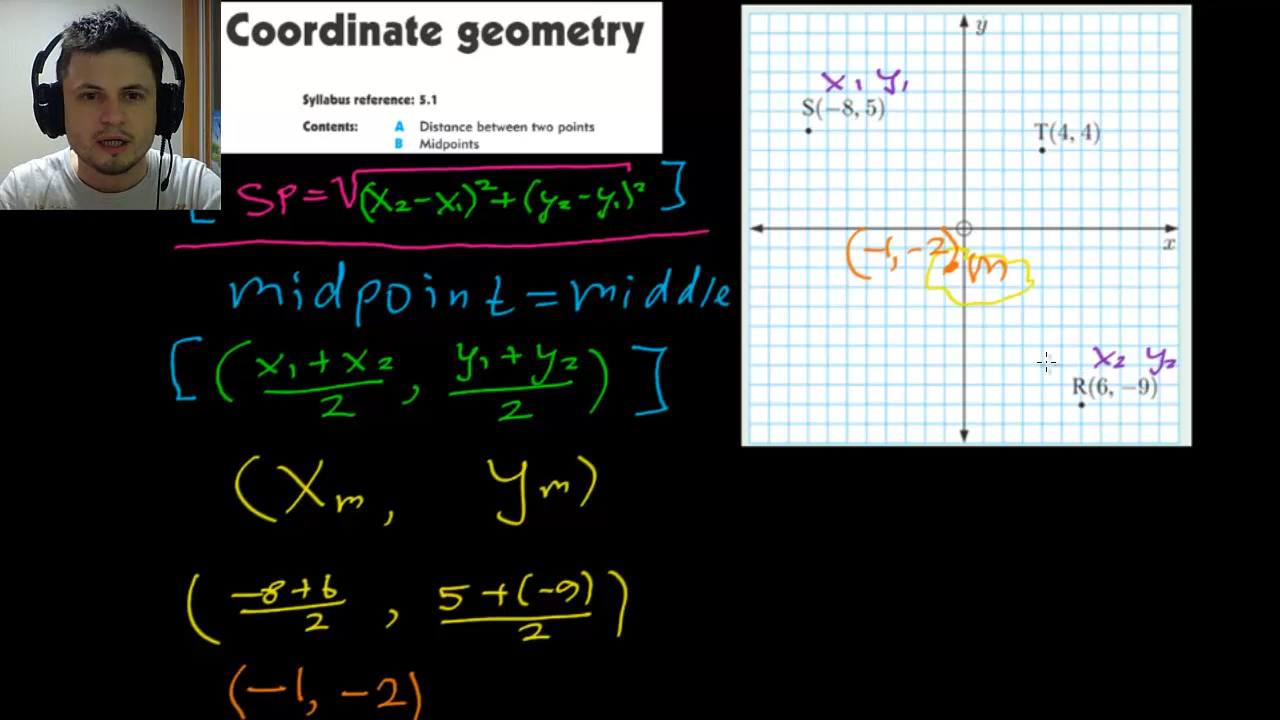 Coordinate geometry
Syllabus reference: 5.1
Contents: A Distance between two points
B Midpoints
[ SP = √(x₂ - x₁)² + (y₂ - y₁)² ]
midpoint = middle
[ ( x₁ + x₂ / 2 , y₁ + y₂ / 2 ) ]
( Xm , ym )
( -8+6 / 2 , 5 + (-9) / 2 )
(-1, -2)
y
x₁ y₁
S(−8, 5)
T(4, 4)
x
(-1, -2) m
x₂ y₂
R(6, −9)